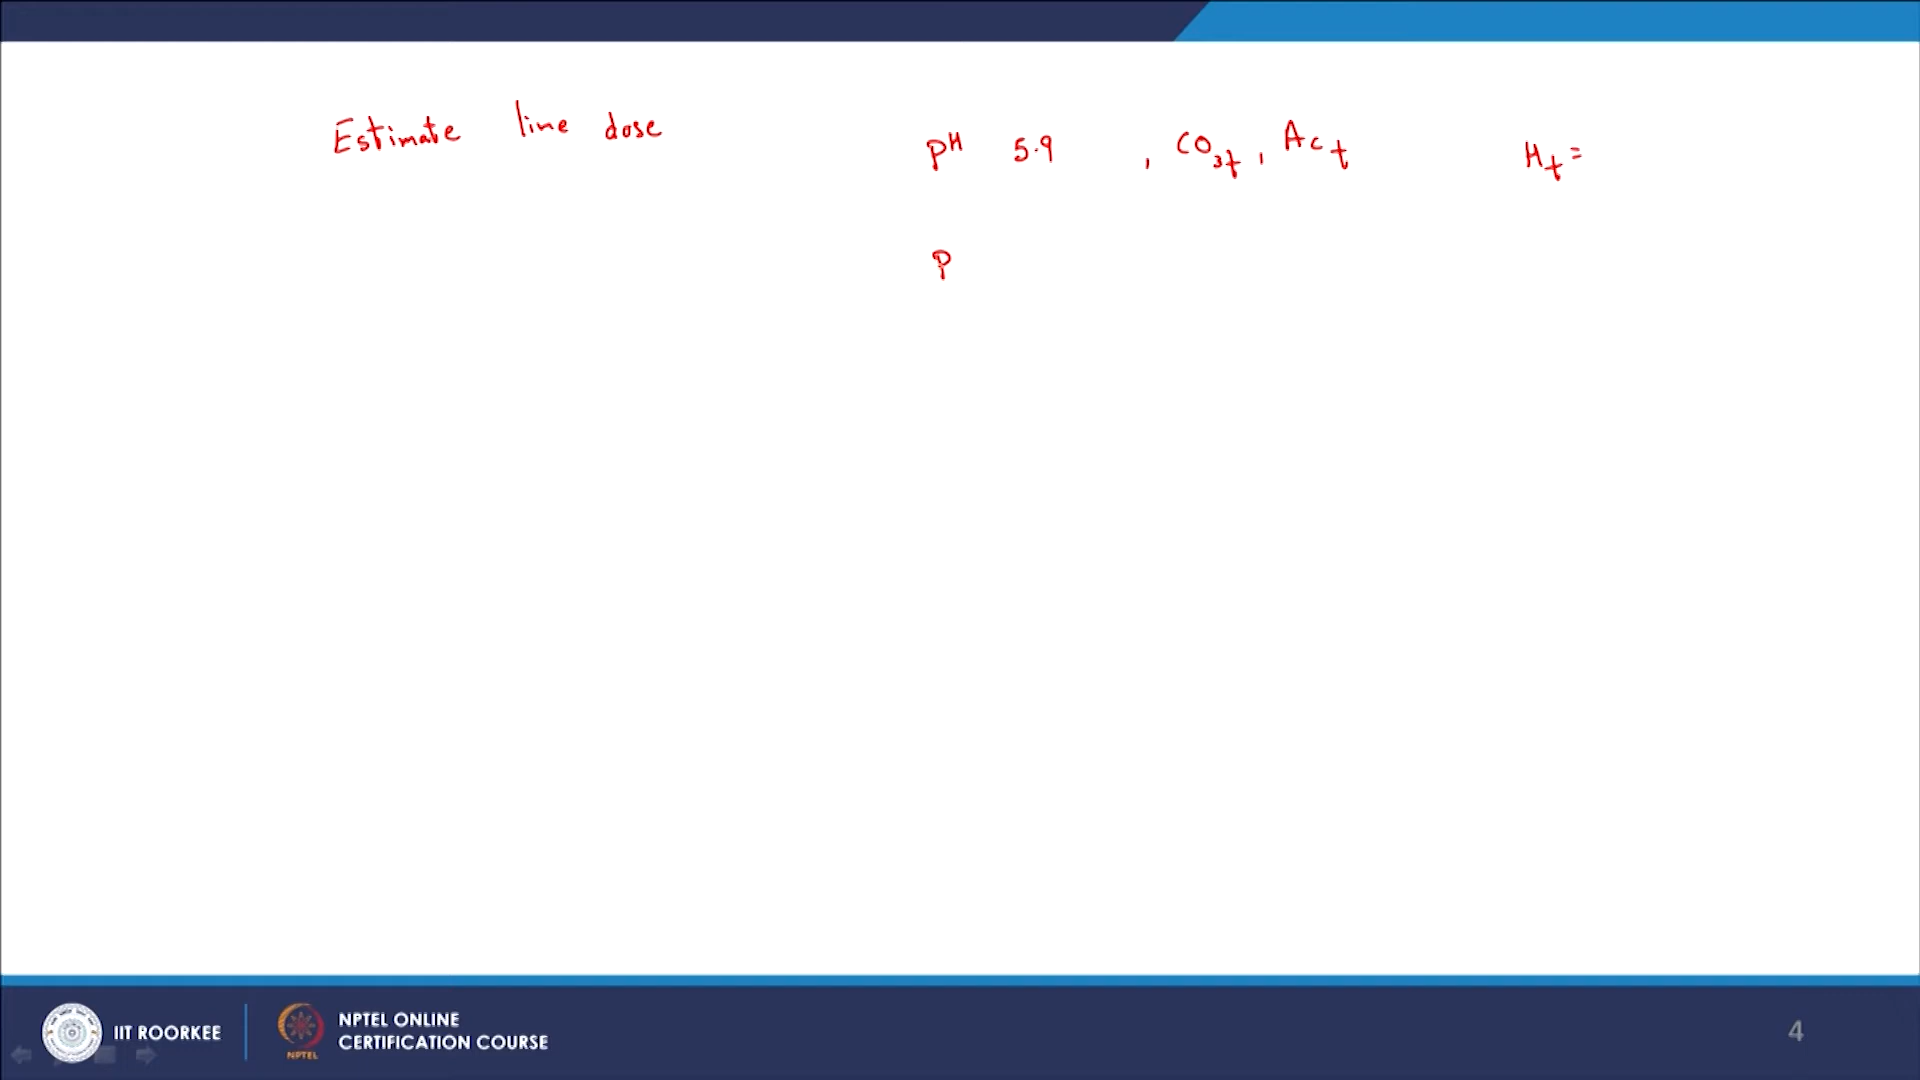 Estimate lime dose
pH 5.9 , CO3t , Act Ht =
P
IIT ROORKEE
NPTEL
NPTEL ONLINE
CERTIFICATION COURSE
4